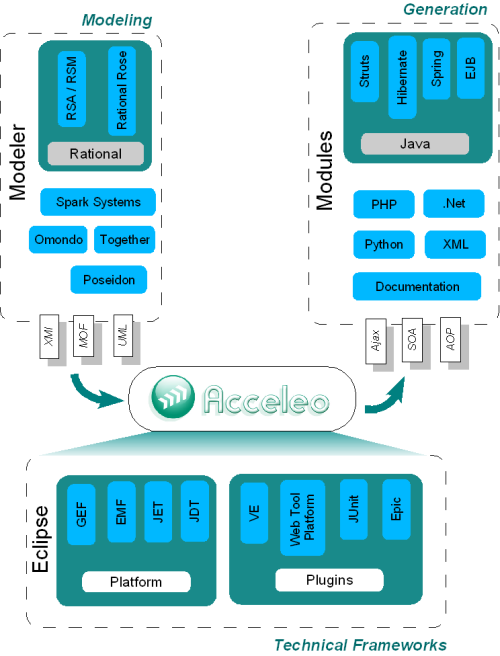 Modeling
Generation
Modeler
RSA / RSM
Rational Rose
Rational
Spark Systems
Omondo
Together
Poseidon
Modules
Struts
Hibernate
Spring
EJB
Java
PHP
.Net
Python
XML
Documentation
XMI
MOF
UML
Ajax
SOA
AOP
Acceleo
Eclipse
GEF
EMF
JET
JDT
Platform
VE
Web Tool
Platform
JUnit
Epic
Plugins
Technical Frameworks